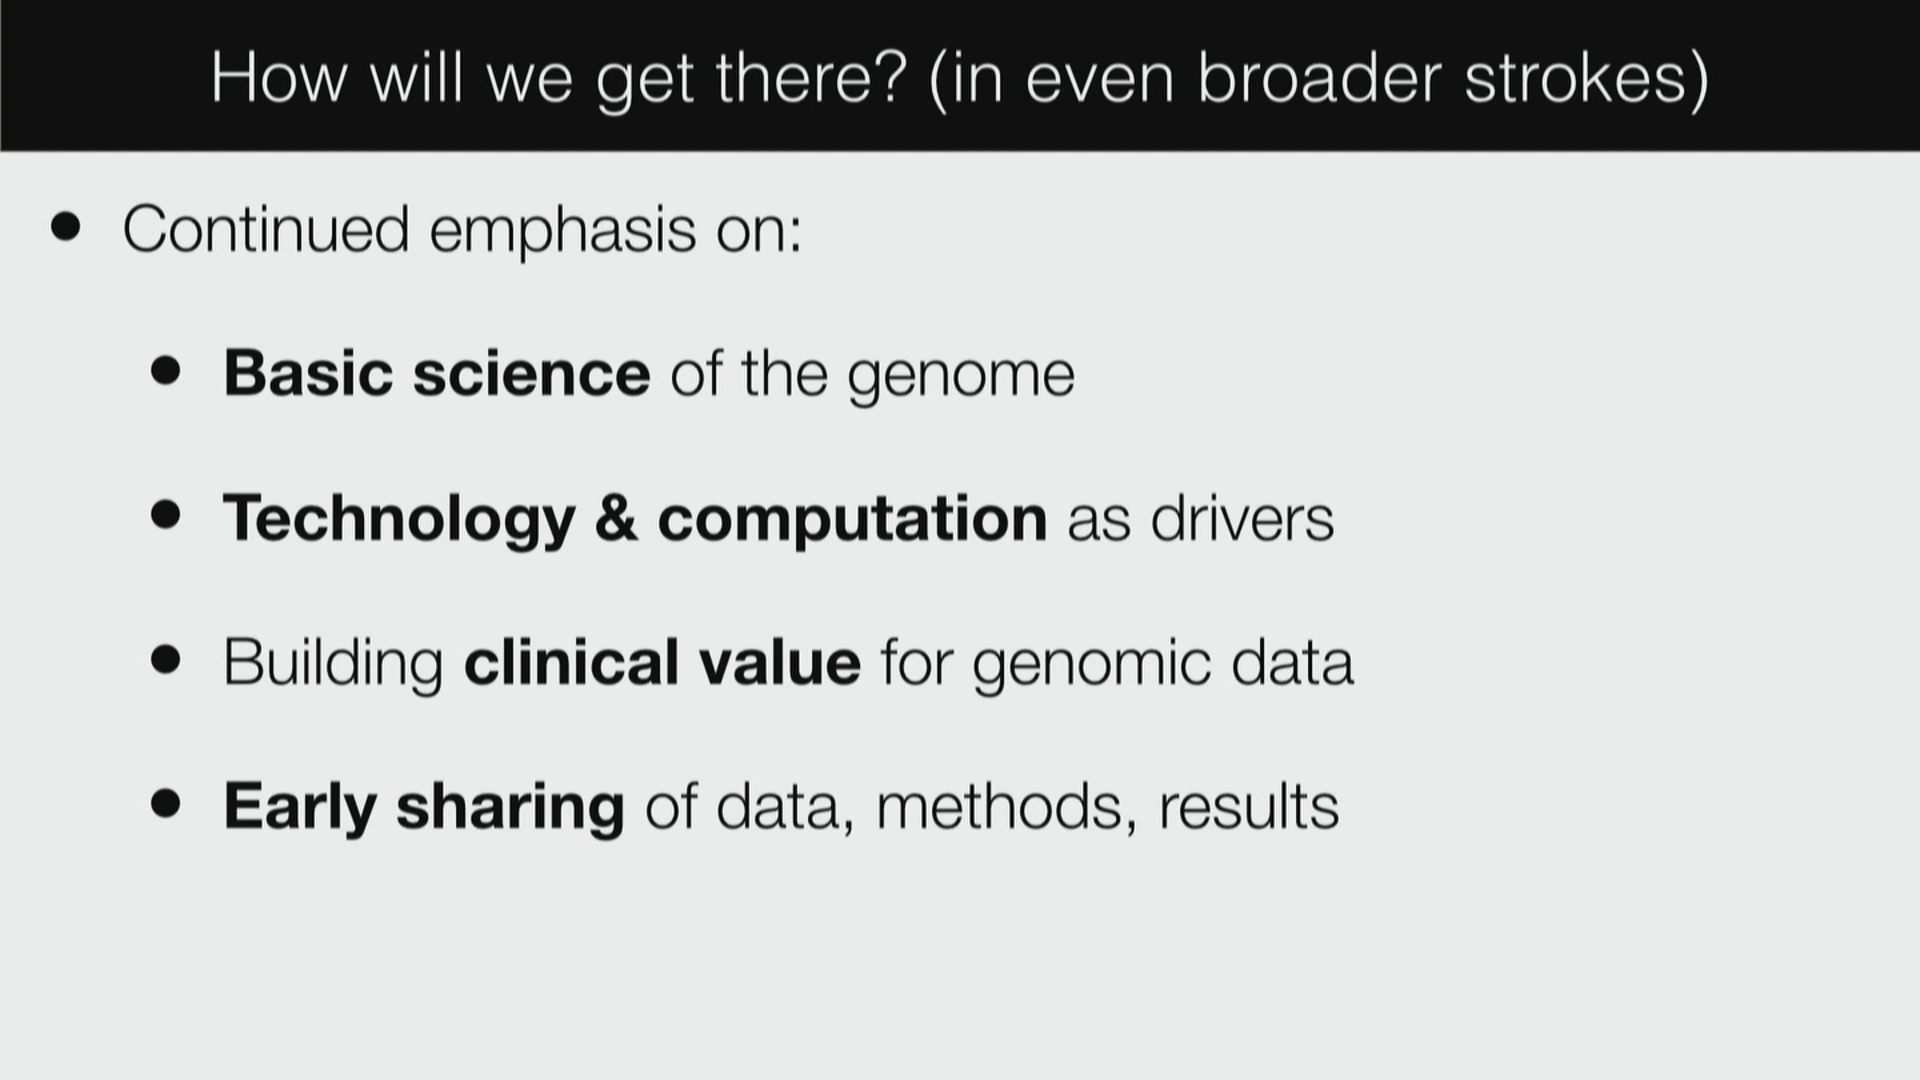 How will we get there? (in even broader strokes)
• Continued emphasis on:
• Basic science of the genome
• Technology & computation as drivers
• Building clinical value for genomic data
• Early sharing of data, methods, results